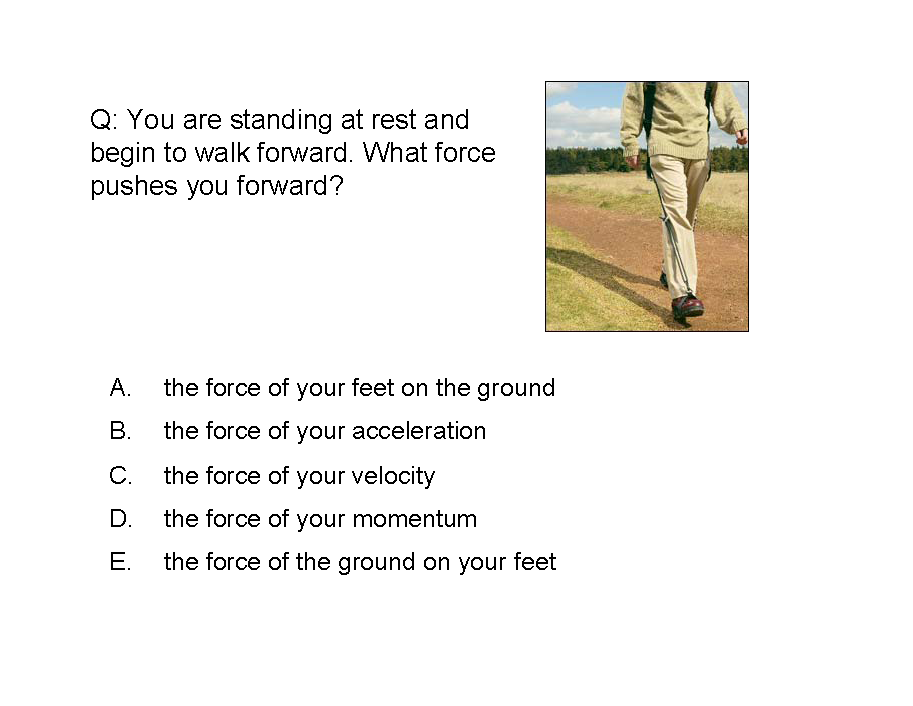 Q: You are standing at rest and
begin to walk forward. What force
pushes you forward?
A. the force of your feet on the ground
B. the force of your acceleration
C. the force of your velocity
D. the force of your momentum
E. the force of the ground on your feet